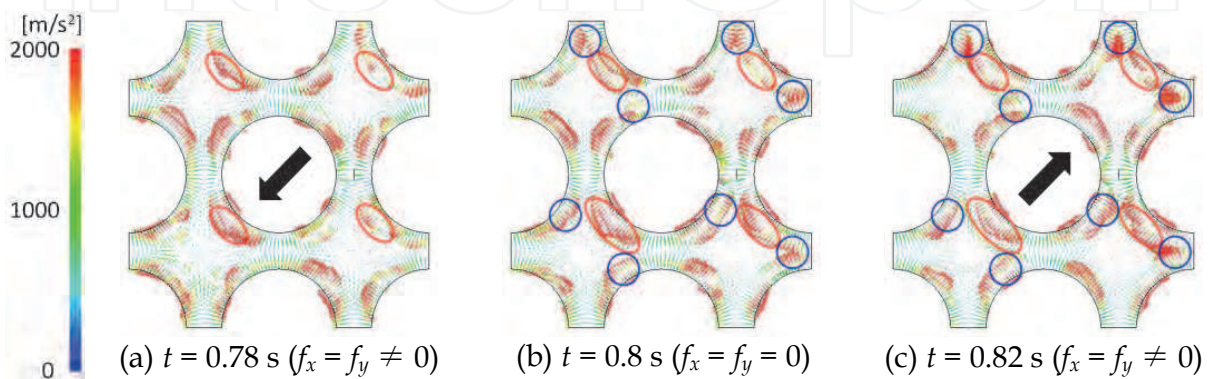 [m/s²]
2000
1000
0
(a) t = 0.78 s (fx = fy ≠ 0)
(b) t = 0.8 s (fx = fy = 0)
(c) t = 0.82 s (fx = fy ≠ 0)